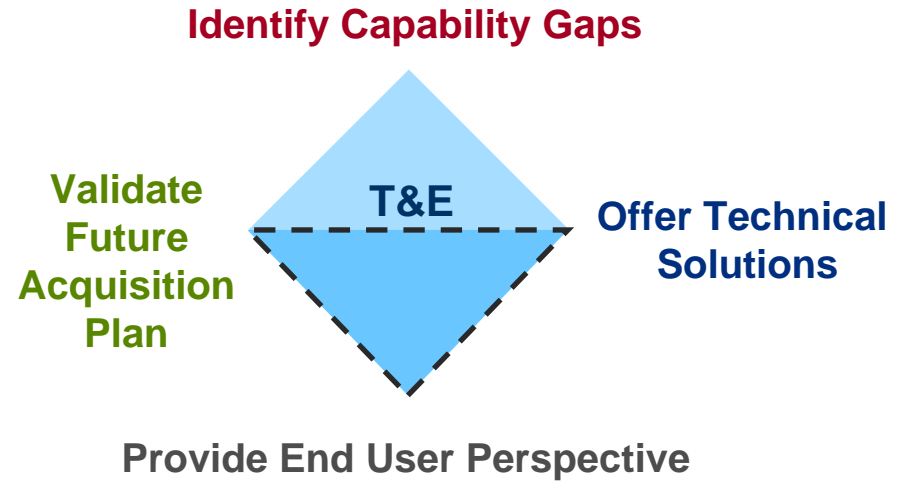 Identify Capability Gaps
Validate
Future
Acquisition
Plan
T&E
Offer Technical
Solutions
Provide End User Perspective